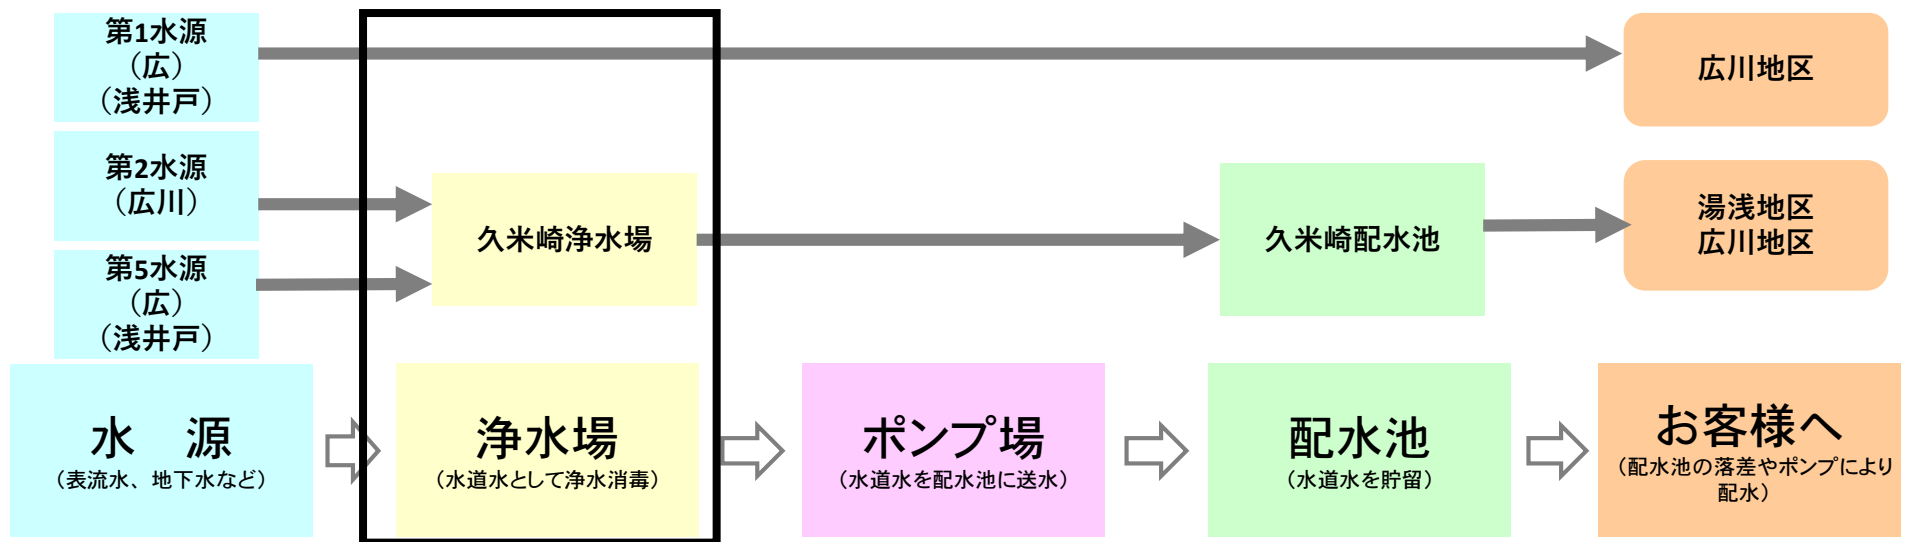 第1水源
（広）
（浅井戸）
広川地区
第2水源
（広川）
久米崎浄水場
久米崎配水池
湯浅地区
広川地区
第5水源
（広）
（浅井戸）
水　源
（表流水、地下水など）
浄水場
（水道水として浄水消毒）
ポンプ場
（水道水を配水池に送水）
配水池
（水道水を貯留）
お客様へ
（配水池の落差やポンプにより
配水）